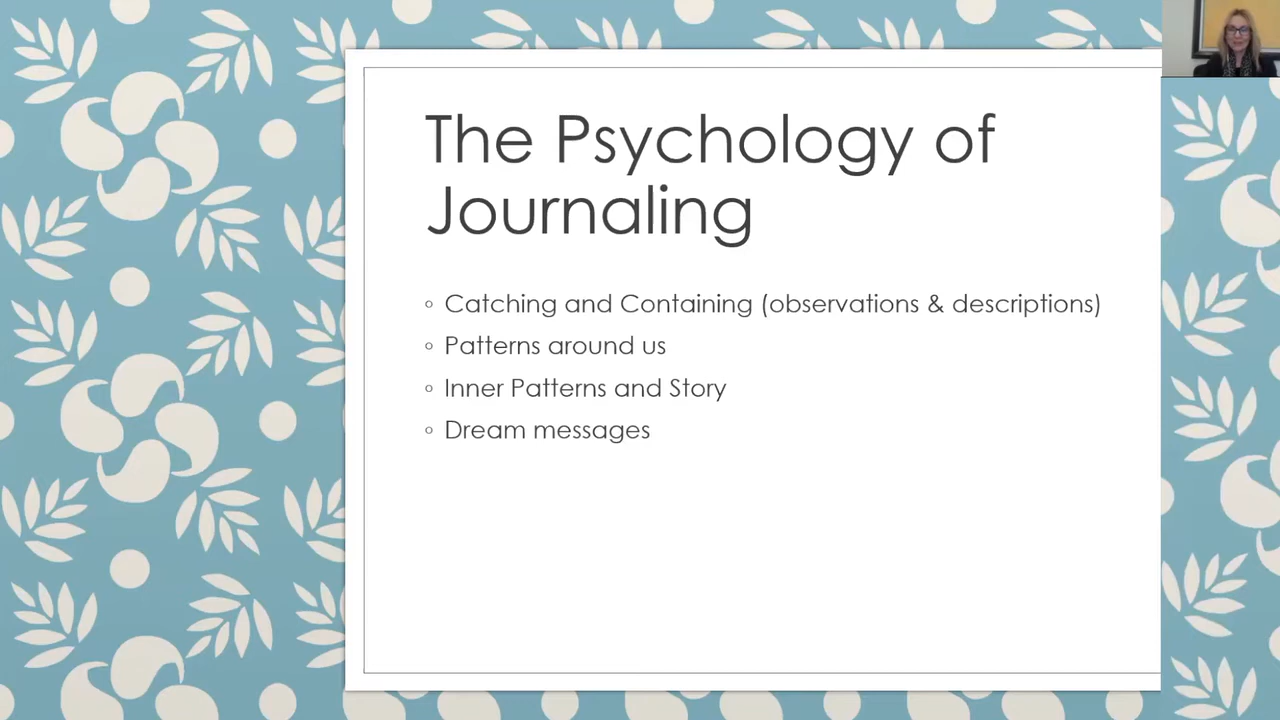 The Psychology of
Journaling
◦ Catching and Containing (observations & descriptions)
◦ Patterns around us
◦ Inner Patterns and Story
◦ Dream messages